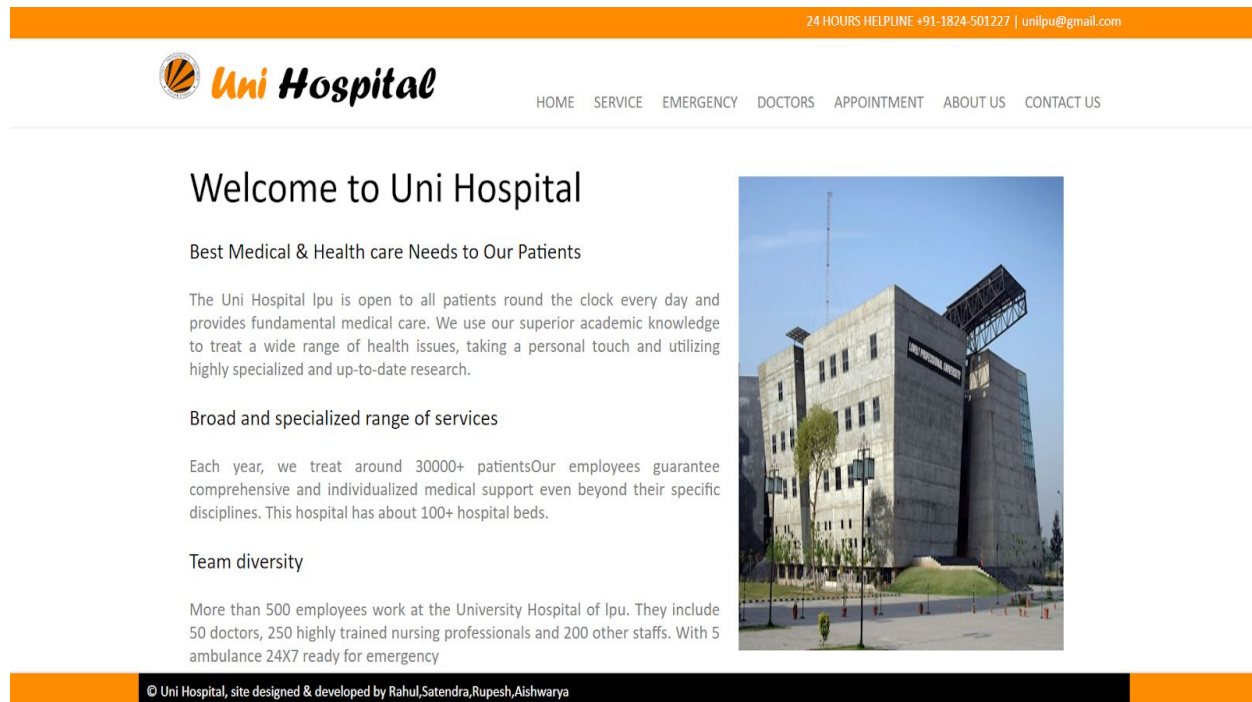 24 HOURS HELPLINE +91-1824-501227 | unilpu@gmail.com
Uni Hospital
HOME SERVICE EMERGENCY DOCTORS APPOINTMENT ABOUT US CONTACT US
Welcome to Uni Hospital
Best Medical & Health care Needs to Our Patients
The Uni Hospital lpu is open to all patients round the clock every day and
provides fundamental medical care. We use our superior academic knowledge
to treat a wide range of health issues, taking a personal touch and utilizing
highly specialized and up-to-date research.
Broad and specialized range of services
Each year, we treat around 30000+ patientsOur employees guarantee
comprehensive and individualized medical support even beyond their specific
disciplines. This hospital has about 100+ hospital beds.
Team diversity
More than 500 employees work at the University Hospital of lpu. They include
50 doctors, 250 highly trained nursing professionals and 200 other staffs. With 5
ambulance 24X7 ready for emergency
LOVELY PROFESSIONAL UNIVERSITY
© Uni Hospital, site designed & developed by Rahul,Satendra,Rupesh,Aishwarya